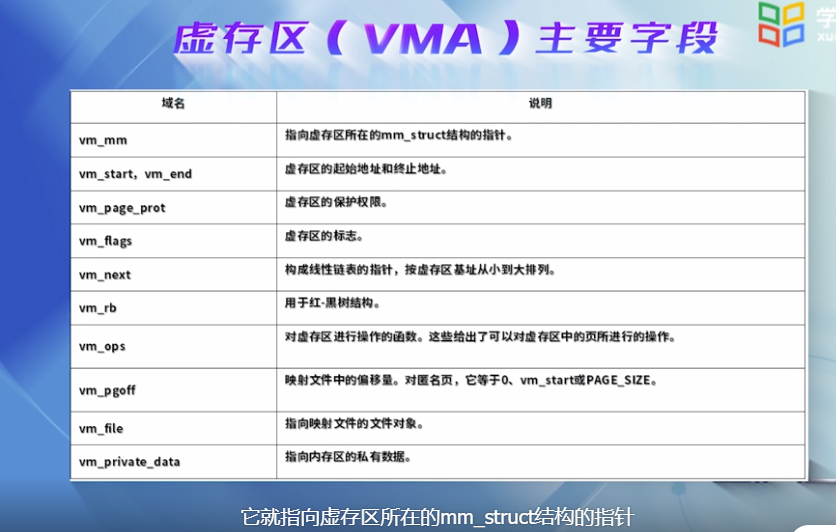 虚存区（VMA）主要字段
学
xue
域名 说明
vm_mm 指向虚存区所在的mm_struct结构的指针。
vm_start，vm_end 虚存区的起始地址和终止地址。
vm_page_prot 虚存区的保护权限。
vm_flags 虚存区的标志。
vm_next 构成线性链表的指针，按虚存区基址从小到大排列。
vm_rb 用于红-黑树结构。
vm_ops 对虚存区进行操作的函数。这些给出了可以对虚存区中的页所进行的操作。
vm_pgoff 映射文件中的偏移量。对匿名页，它等于0、vm_start或PAGE_SIZE。
vm_file 指向映射文件的文件对象。
vm_private_data 指向内存区的私有数据。
它就指向虚存区所在的mm_struct结构的指针